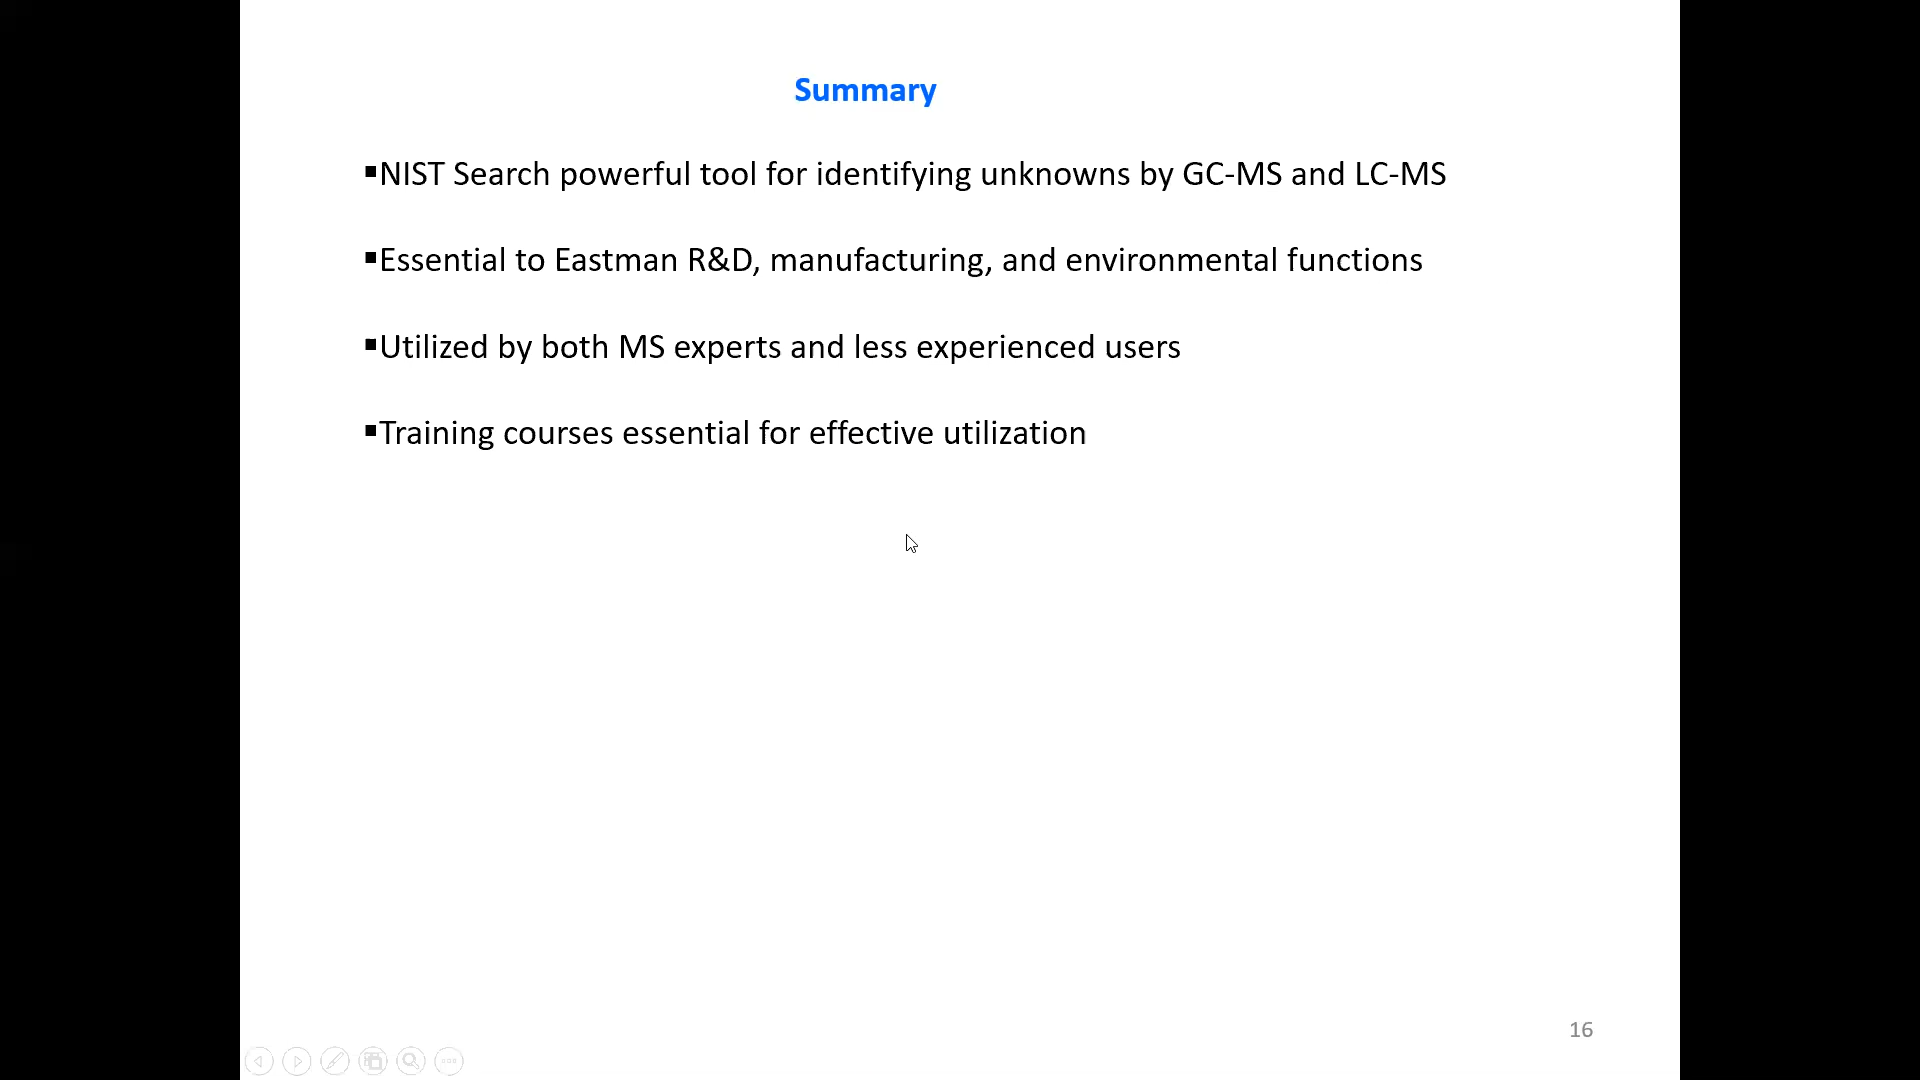 Summary
▪NIST Search powerful tool for identifying unknowns by GC-MS and LC-MS
▪Essential to Eastman R&D, manufacturing, and environmental functions
▪Utilized by both MS experts and less experienced users
▪Training courses essential for effective utilization
16